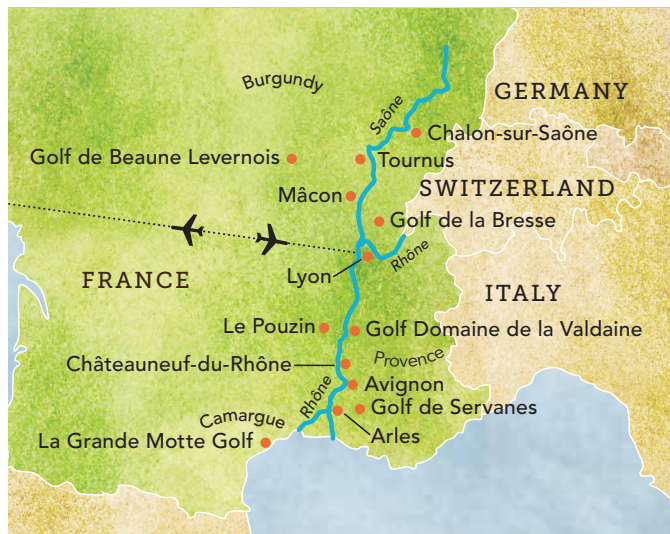 Burgundy
GERMANY
Saône
Chalon-sur-Saône
Golf de Beaune Levernois
Tournus
SWITZERLAND
Mâcon
Golf de la Bresse
Rhône
Lyon
FRANCE
ITALY
Le Pouzin
Golf Domaine de la Valdaine
Châteauneuf-du-Rhône
Provence
Avignon
Rhône
Golf de Servanes
Camargue
Arles
La Grande Motte Golf